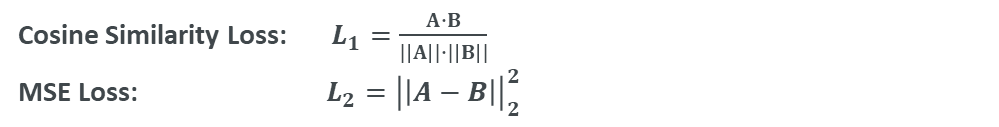 Cosine Similarity Loss: L₁ = A·B / ||A||·||B||
MSE Loss: L₂ = ||A − B||₂²